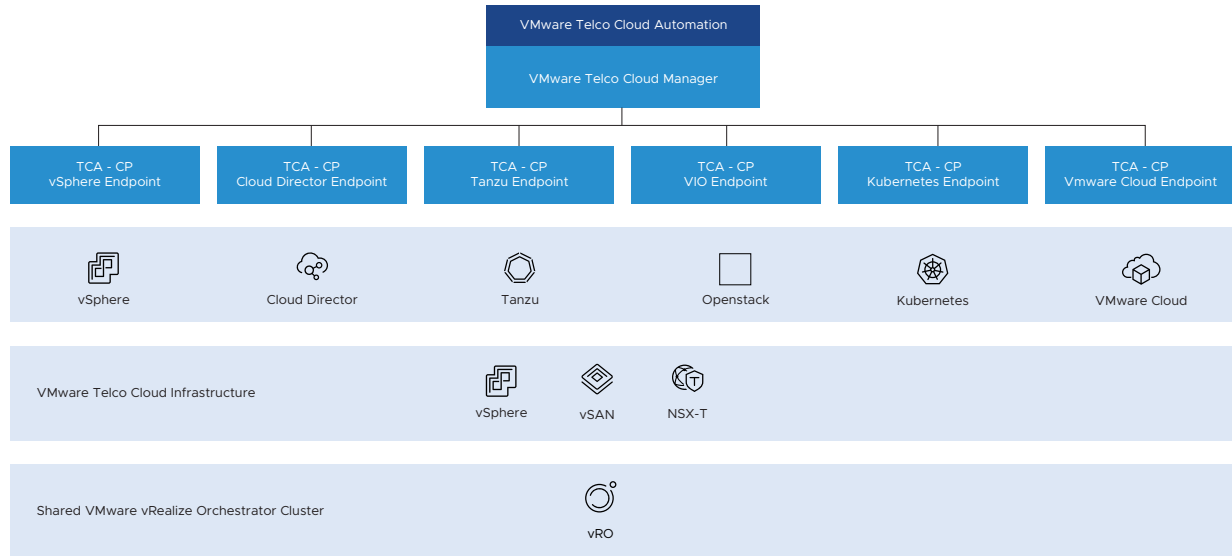 VMware Telco Cloud Automation
VMware Telco Cloud Manager
TCA - CP
vSphere Endpoint
TCA - CP
Cloud Director Endpoint
TCA - CP
Tanzu Endpoint
TCA - CP
VIO Endpoint
TCA - CP
Kubernetes Endpoint
TCA - CP
Vmware Cloud Endpoint
vSphere
Cloud Director
Tanzu
Openstack
Kubernetes
VMware Cloud
VMware Telco Cloud Infrastructure
vSphere
vSAN
T
NSX-T
Shared VMware vRealize Orchestrator Cluster
vRO